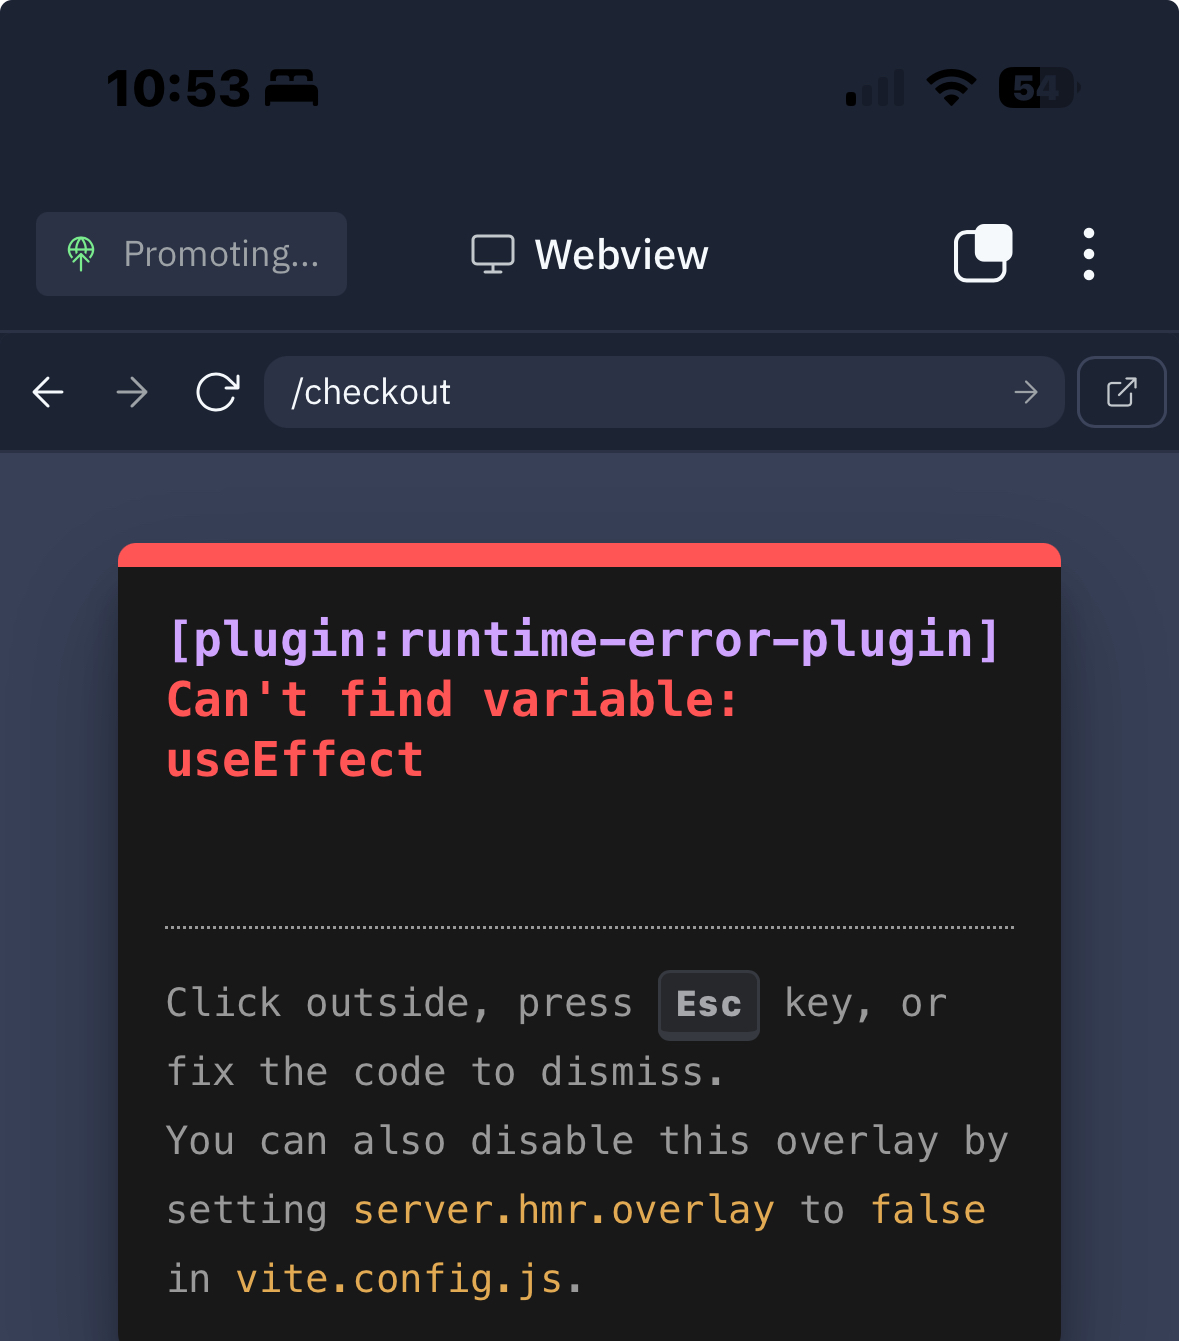 10:53
54
Promoting...
Webview
/checkout
[plugin:runtime-error-plugin]
Can't find variable:
useEffect
Click outside, press Esc key, or
fix the code to dismiss.
You can also disable this overlay by
setting server.hmr.overlay to false
in vite.config.js.